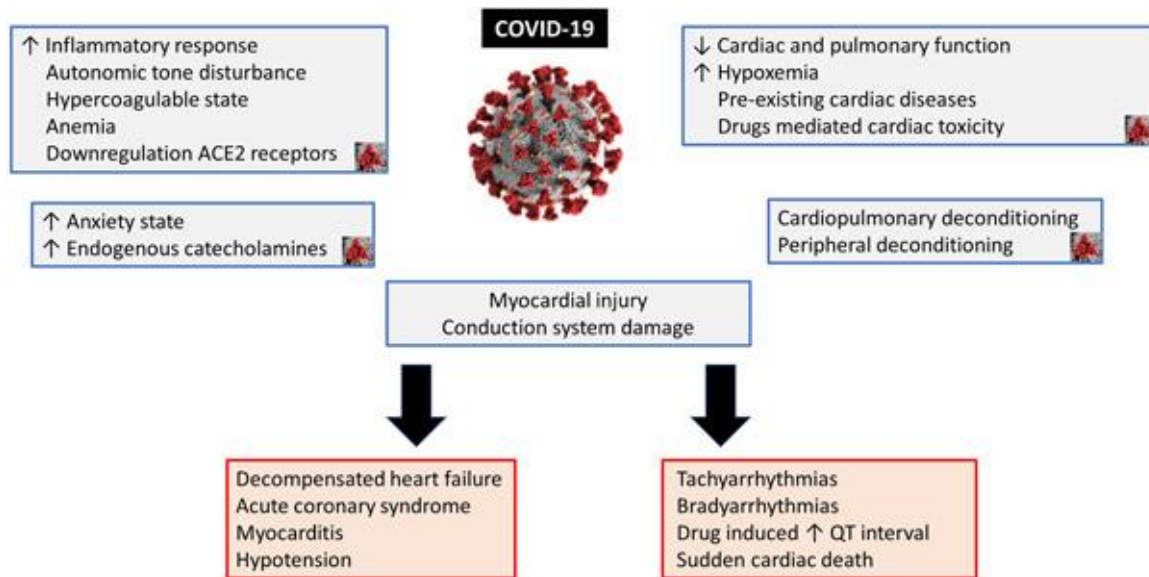 COVID-19
↑ Inflammatory response
Autonomic tone disturbance
Hypercoagulable state
Anemia
Downregulation ACE2 receptors
↓ Cardiac and pulmonary function
↑ Hypoxemia
Pre-existing cardiac diseases
Drugs mediated cardiac toxicity
↑ Anxiety state
↑ Endogenous catecholamines
Cardiopulmonary deconditioning
Peripheral deconditioning
Myocardial injury
Conduction system damage
Decompensated heart failure
Acute coronary syndrome
Myocarditis
Hypotension
Tachyarrhythmias
Bradyarrhythmias
Drug induced ↑ QT interval
Sudden cardiac death